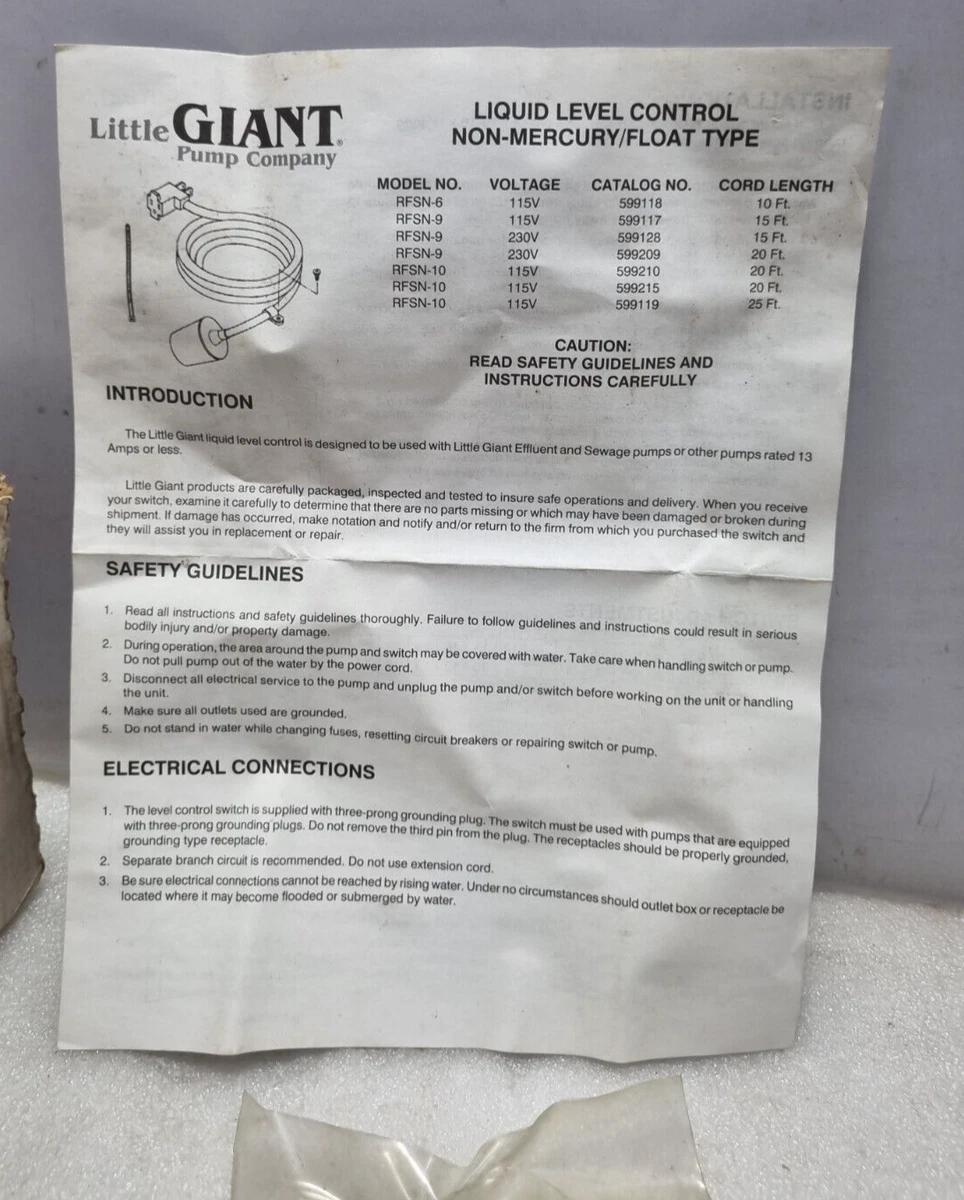 Little GIANT®
Pump Company
LIQUID LEVEL CONTROL
NON-MERCURY/FLOAT TYPE
MODEL NO. VOLTAGE CATALOG NO. CORD LENGTH
RFSN-6 115V 599118 10 Ft.
RFSN-9 115V 599117 15 Ft.
RFSN-9 230V 599128 15 Ft.
RFSN-9 230V 599209 20 Ft.
RFSN-10 115V 599210 20 Ft.
RFSN-10 115V 599215 20 Ft.
RFSN-10 115V 599119 25 Ft.
CAUTION:
READ SAFETY GUIDELINES AND
INSTRUCTIONS CAREFULLY
INTRODUCTION
The Little Giant liquid level control is designed to be used with Little Giant Effluent and Sewage pumps or other pumps rated 13
Amps or less.
Little Giant products are carefully packaged, inspected and tested to insure safe operations and delivery. When you receive
your switch, examine it carefully to determine that there are no parts missing or which may have been damaged or broken during
shipment. If damage has occurred, make notation and notify and/or return to the firm from which you purchased the switch and
they will assist you in replacement or repair.
SAFETY GUIDELINES
1. Read all instructions and safety guidelines thoroughly. Failure to follow guidelines and instructions could result in serious
bodily injury and/or property damage.
2. During operation, the area around the pump and switch may be covered with water. Take care when handling switch or pump.
Do not pull pump out of the water by the power cord.
3. Disconnect all electrical service to the pump and unplug the pump and/or switch before working on the unit or handling
the unit.
4. Make sure all outlets used are grounded.
5. Do not stand in water while changing fuses, resetting circuit breakers or repairing switch or pump.
ELECTRICAL CONNECTIONS
1. The level control switch is supplied with three-prong grounding plug. The switch must be used with pumps that are equipped
with three-prong grounding plugs. Do not remove the third pin from the plug. The receptacles should be properly grounded,
grounding type receptacle.
2. Separate branch circuit is recommended. Do not use extension cord.
3. Be sure electrical connections cannot be reached by rising water. Under no circumstances should outlet box or receptacle be
located where it may become flooded or submerged by water.